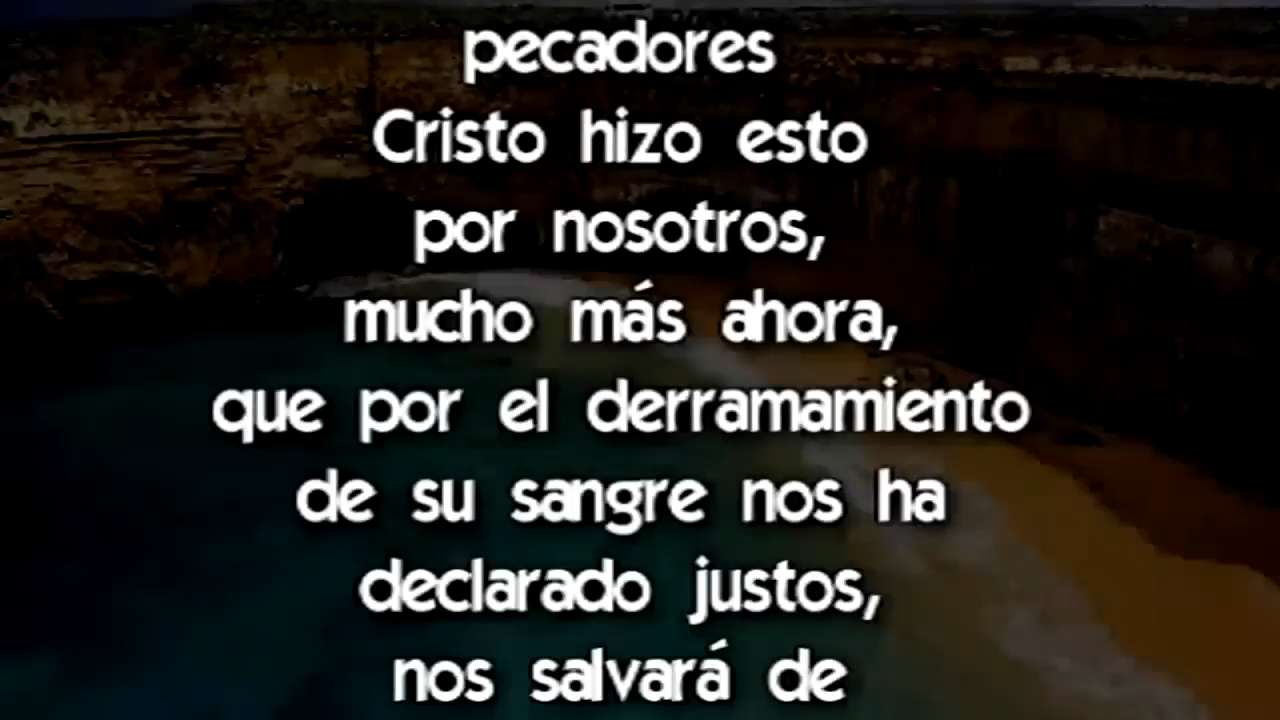 pecadores
Cristo hizo esto
por nosotros,
mucho más ahora,
que por el derramamiento
de su sangre nos ha
declarado justos,
nos salvará de